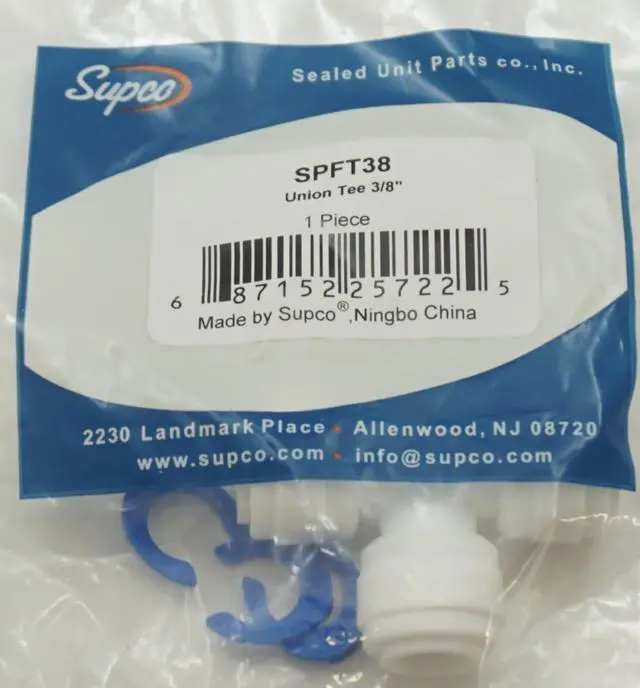 Supco
Sealed Unit Parts co., Inc.
SPFT38
Union Tee 3/8"
1 Piece
6 87152 25722 5
Made by Supco®,Ningbo China
2230 Landmark Place • Allenwood, NJ 08720
www.supco.com • info@supco.com